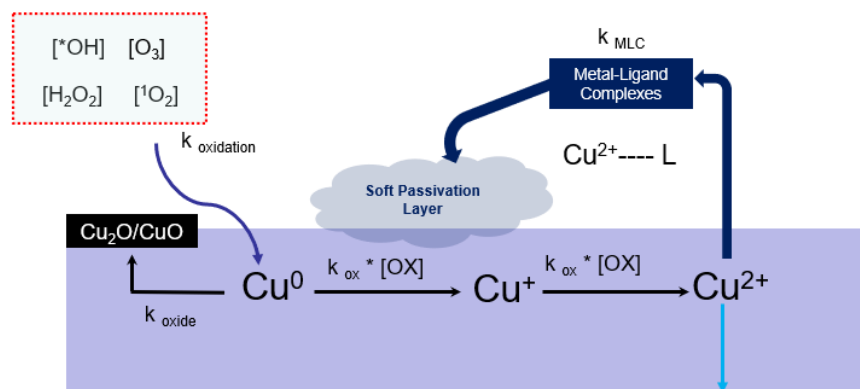 [*OH] [O₃]
[H₂O₂] [¹O₂]
k oxidation
k MLC
Metal-Ligand
Complexes
Cu²⁺---- L
Soft Passivation
Layer
Cu₂O/CuO
k oxide
Cu⁰
k ox * [OX]
Cu⁺
k ox * [OX]
Cu²⁺